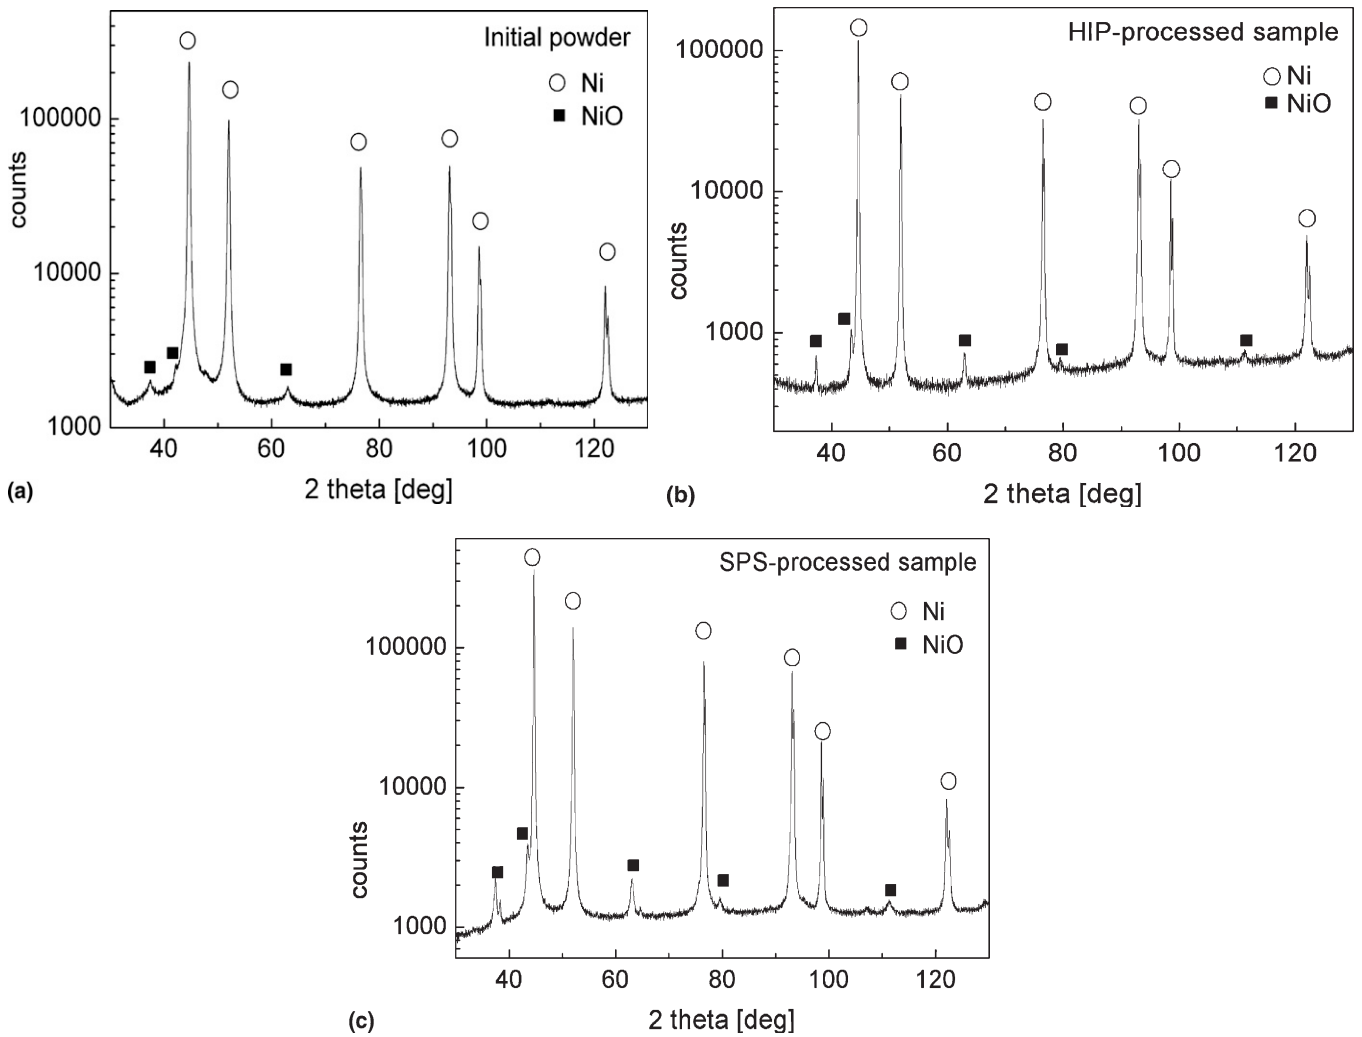 Initial powder
Ni
NiO
100000
10000
1000
counts
40 60 80 100 120
2 theta [deg]
(a)
HIP-processed sample
Ni
NiO
100000
10000
1000
counts
40 60 80 100 120
2 theta [deg]
(b)
SPS-processed sample
Ni
NiO
100000
10000
1000
counts
40 60 80 100 120
2 theta [deg]
(c)